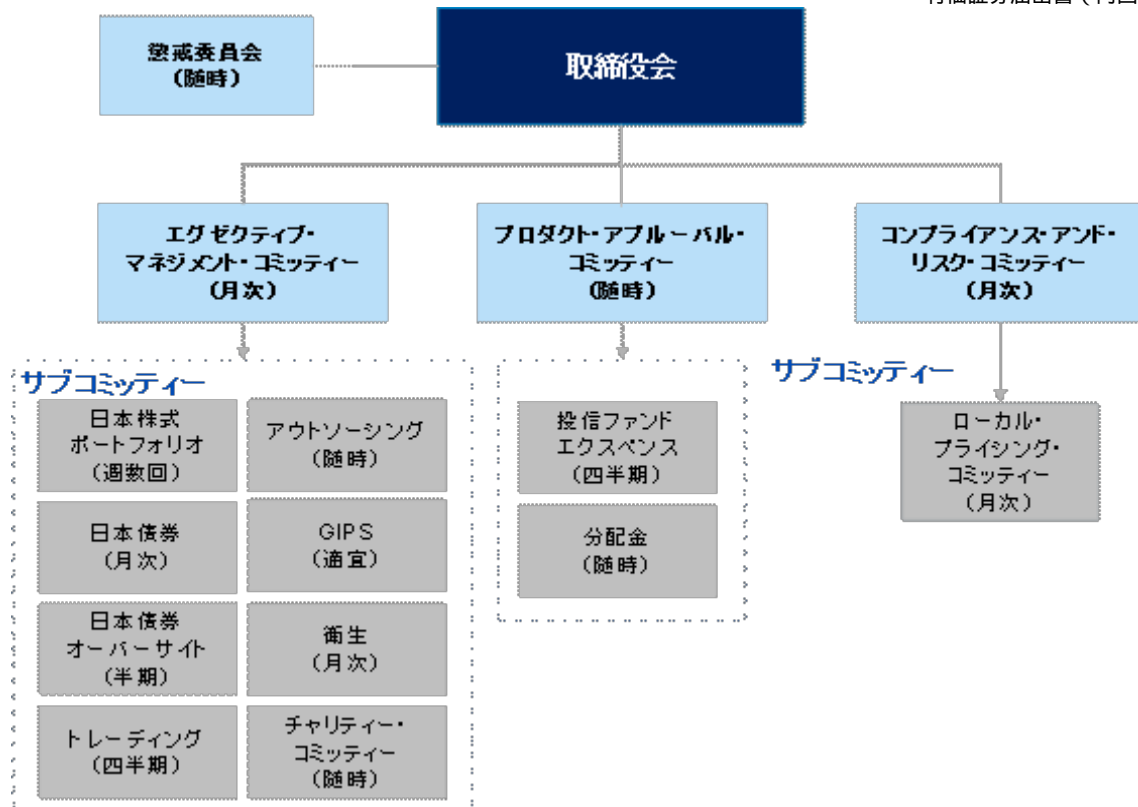 懲戒委員会
(随時)
取締役会
エグゼクティブ・
マネジメント・コミッティー
(月次)
プロダクト・アプルーバル・
コミッティー
(随時)
コンプライアンス・アンド・
リスク・コミッティー
(月次)
サブコミッティー
日本株式
ポートフォリオ
(週数回)
アウトソーシング
(随時)
日本債券
(月次)
GIPS
(適宜)
日本債券
オーバーサイト
(半期)
衛生
(月次)
トレーディング
(四半期)
チャリティー・
コミッティー
(随時)
投信ファンド
エクスペンス
(四半期)
分配金
(随時)
サブコミッティー
ローカル・
プライシング・
コミッティー
(月次)